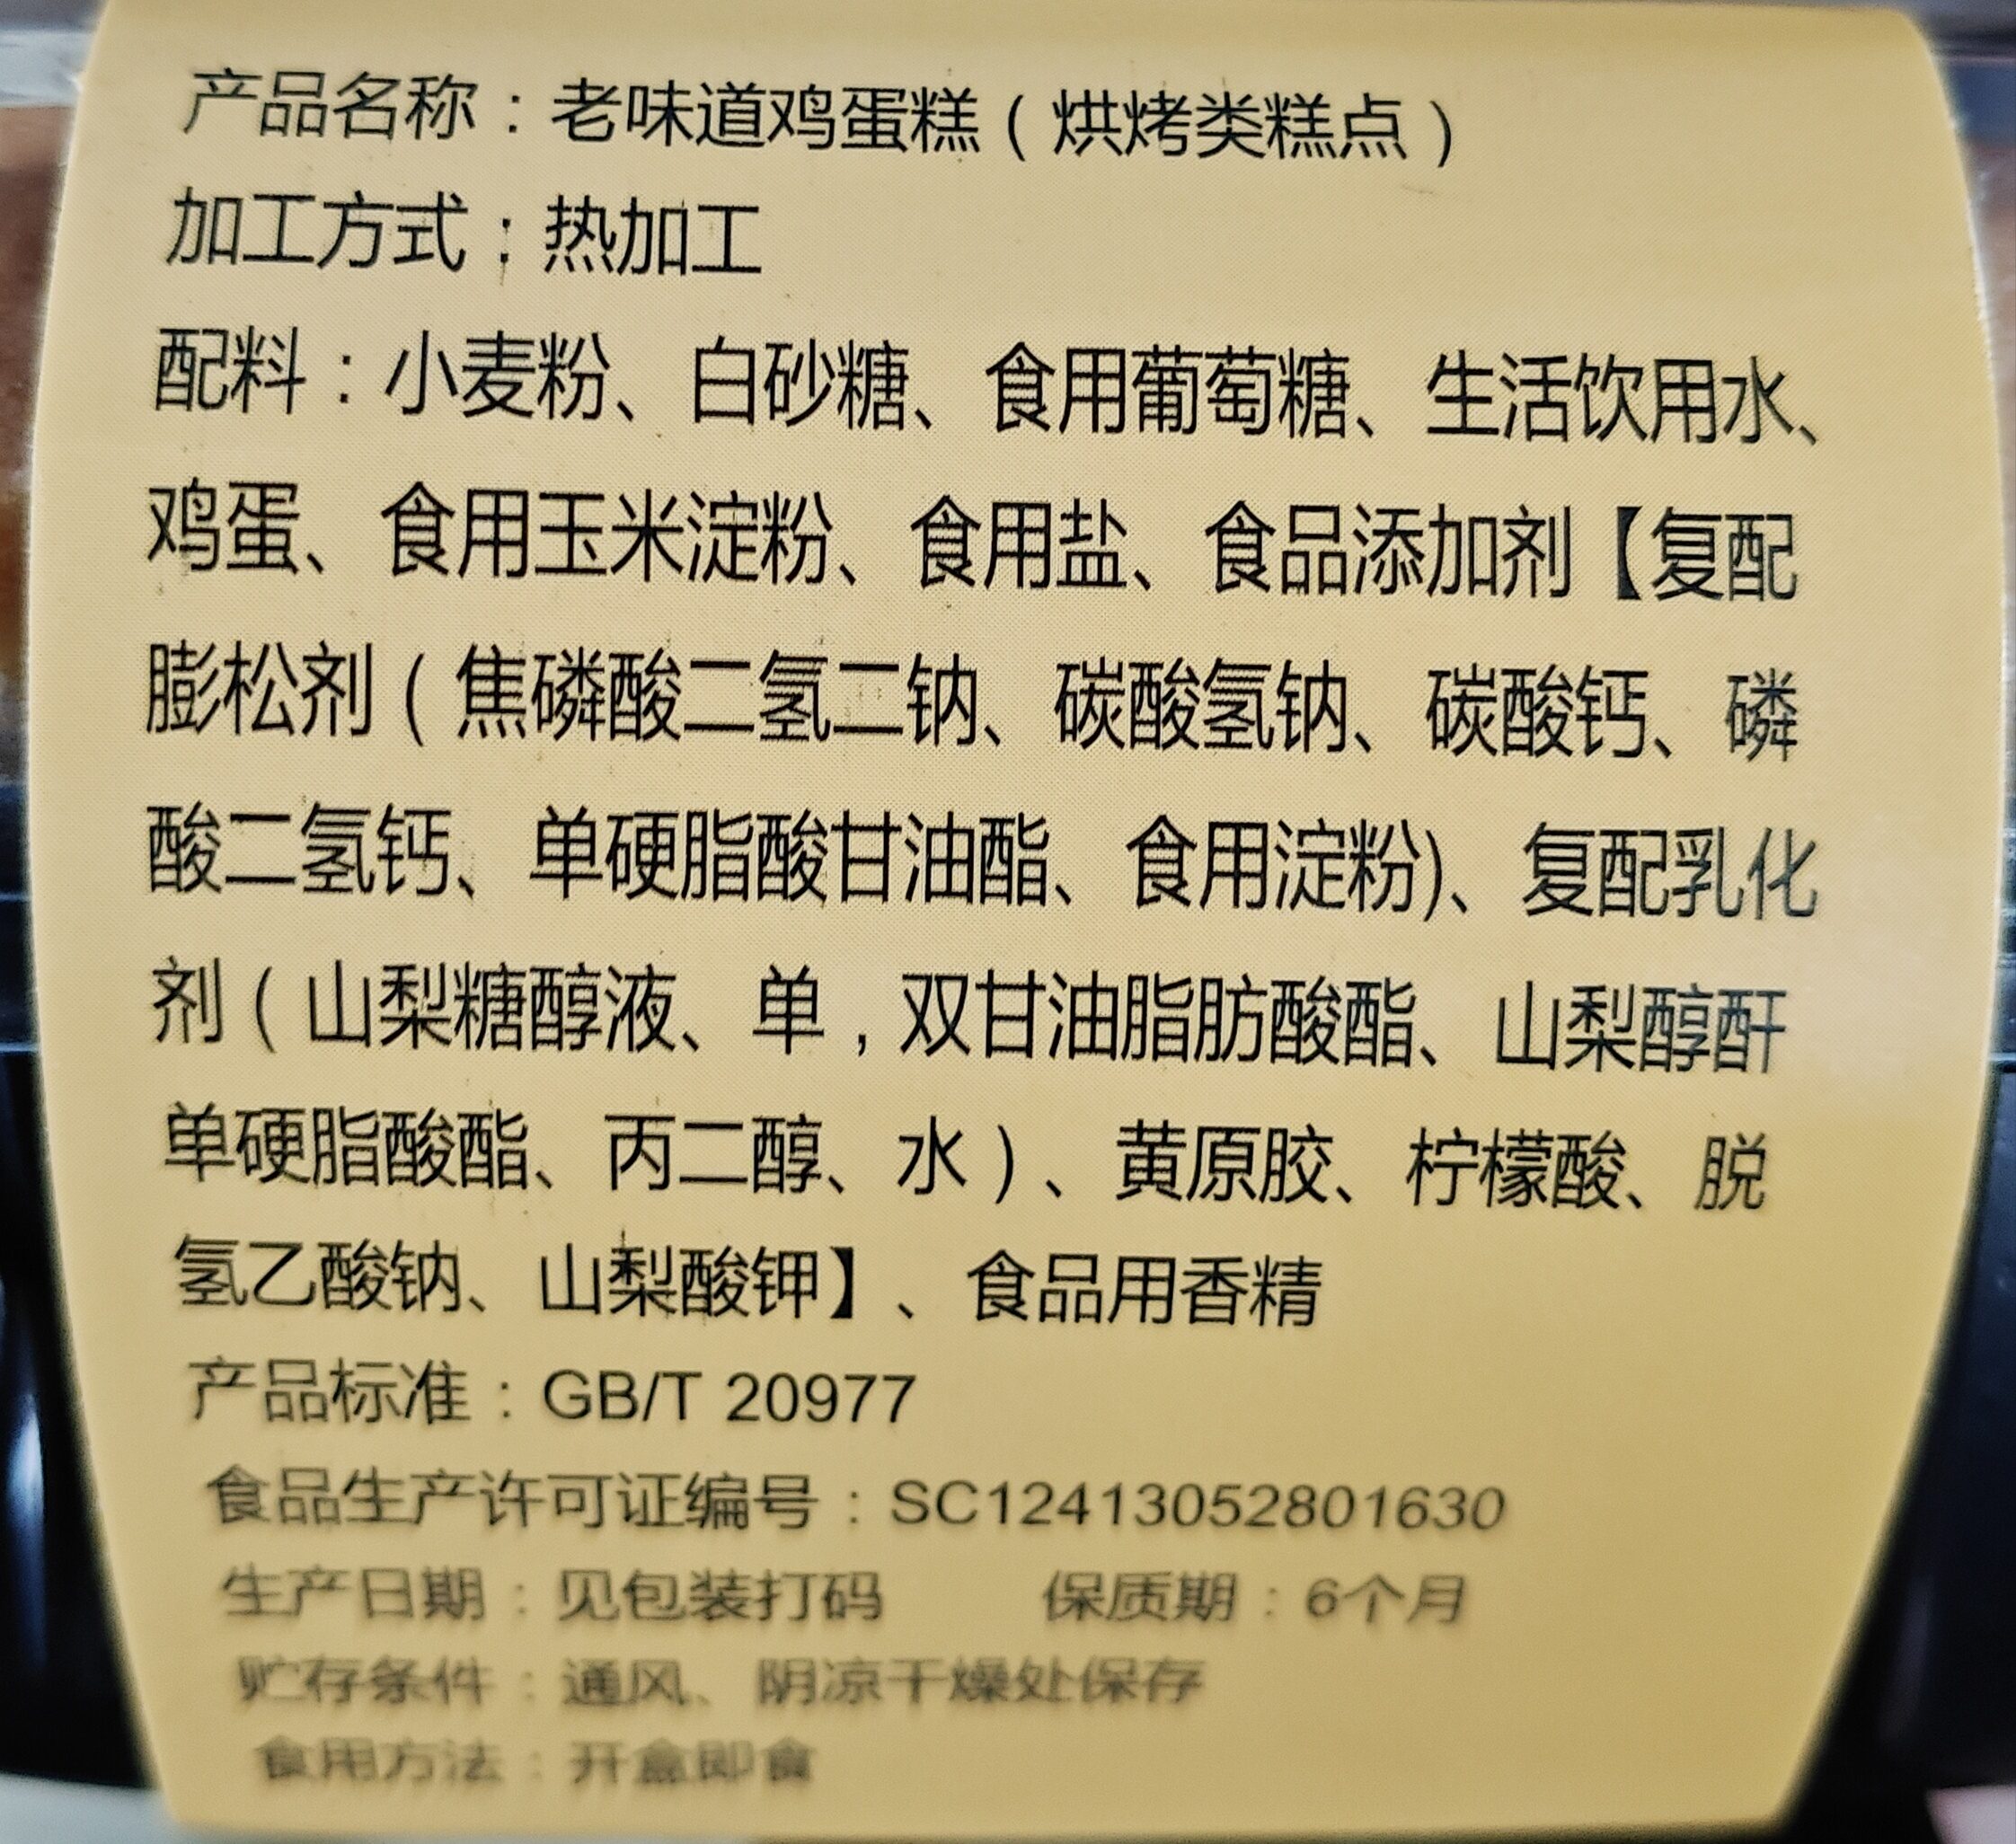 产品名称：老味道鸡蛋糕（烘烤类糕点）
加工方式：热加工
配料：小麦粉、白砂糖、食用葡萄糖、生活饮用水、
鸡蛋、食用玉米淀粉、食用盐、食品添加剂【复配
膨松剂（焦磷酸二氢二钠、碳酸氢钠、碳酸钙、磷
酸二氢钙、单硬脂酸甘油酯、食用淀粉)、复配乳化
剂（山梨糖醇液、单，双甘油脂肪酸酯、山梨醇酐
单硬脂酸酯、丙二醇、水）、黄原胶、柠檬酸、脱
氢乙酸钠、山梨酸钾】、食品用香精
产品标准：GB/T 20977
食品生产许可证编号：SC12413052801630
生产日期：见包装打码 保质期：6个月
贮存条件：通风、阴凉干燥处保存
食用方法：开盒即食